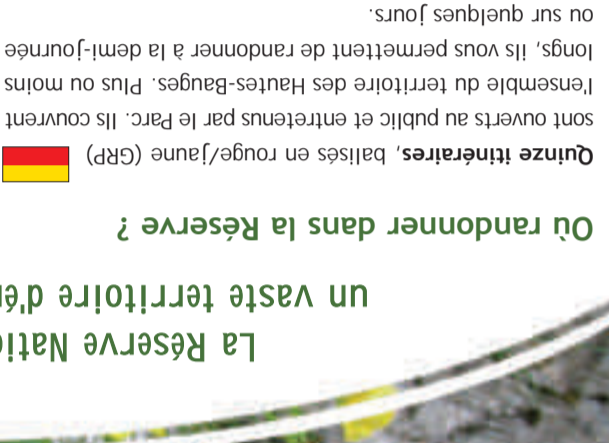 La Réserve Natio
un vaste territoire d'é
Où randonner dans la Réserve ?
Quinze itinéraires, balisés en rouge/jaune (GRP)
sont ouverts au public et entretenus par le Parc. Ils couvrent
l'ensemble du territoire des Hautes-Bauges. Plus ou moins
longs, ils vous permettent de randonner à la demi-journée
ou sur quelques jours.